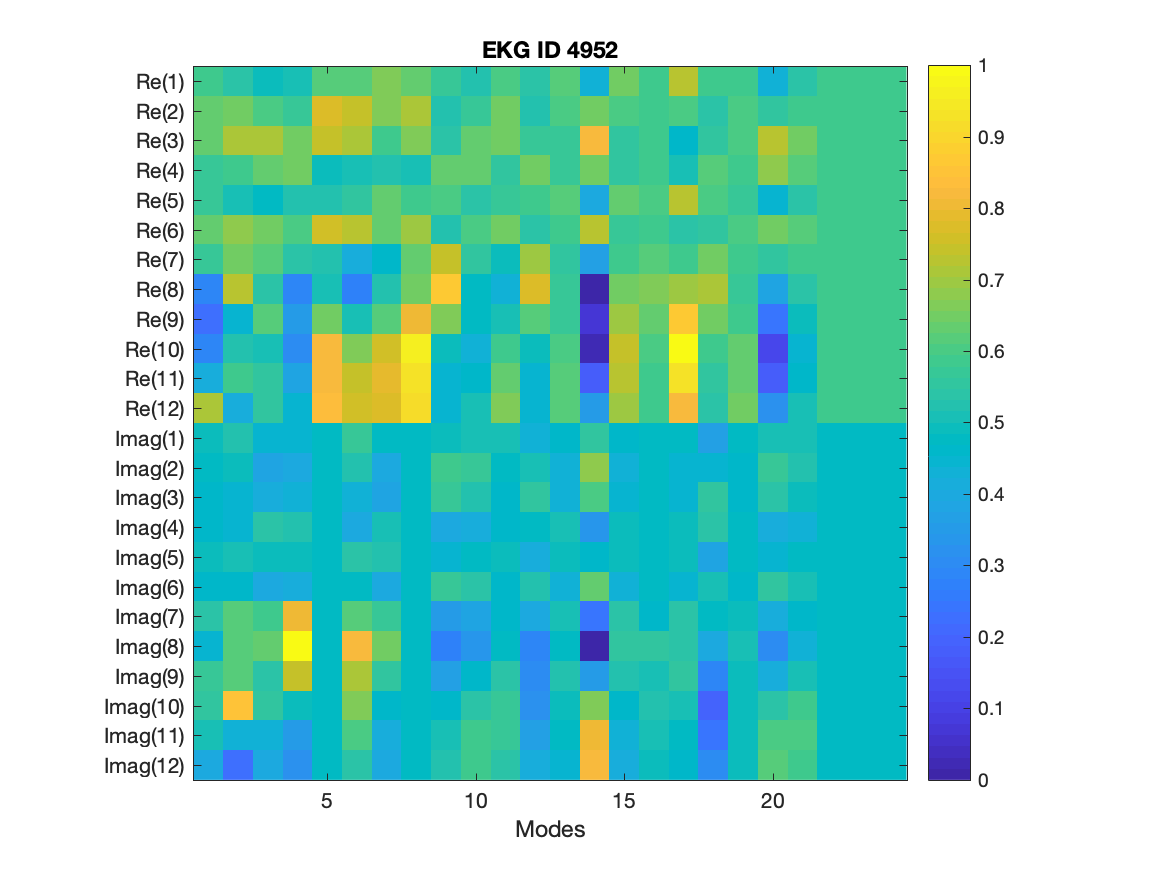 EKG ID 4952
Re(1)
Re(2)
Re(3)
Re(4)
Re(5)
Re(6)
Re(7)
Re(8)
Re(9)
Re(10)
Re(11)
Re(12)
Imag(1)
Imag(2)
Imag(3)
Imag(4)
Imag(5)
Imag(6)
Imag(7)
Imag(8)
Imag(9)
Imag(10)
Imag(11)
Imag(12)
5 10 15 20
Modes
1
0.9
0.8
0.7
0.6
0.5
0.4
0.3
0.2
0.1
0